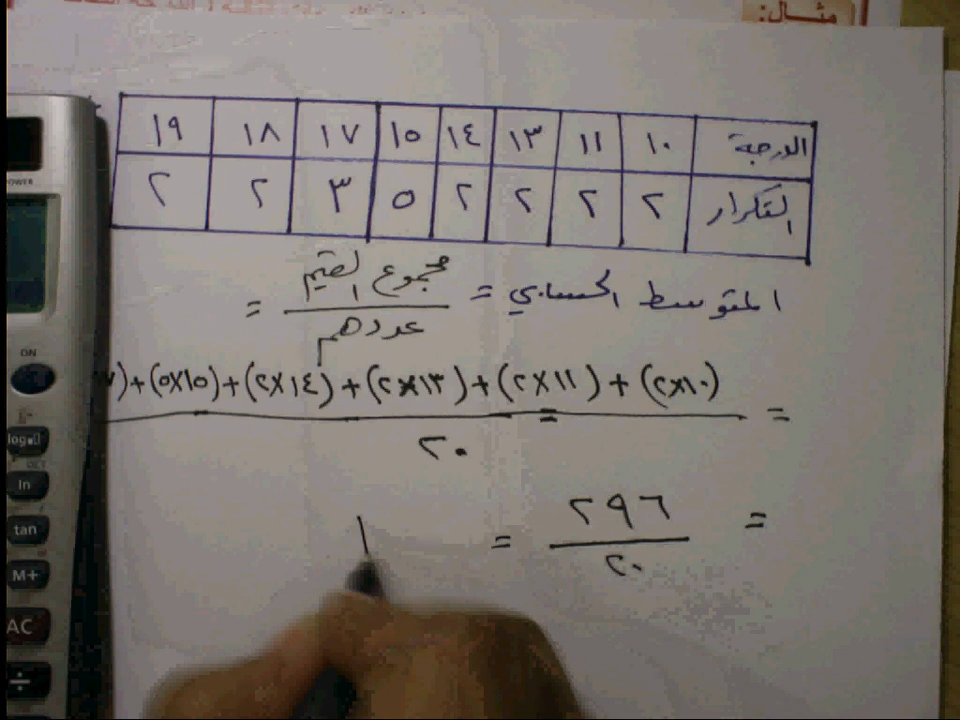 مثال:
الدرجة ١٠ ١١ ١٣ ١٤ ١٥ ١٧ ١٨ ١٩
التكرار ٢ ٢ ٢ ٢ ٥ ٣ ٢ ٢
المتوسط الحسابي = مجموع القيم / عددهم =
= (٢×١٠) + (٢×١١) + (٢×١٣) + (٢×١٤) + (٥×١٥) + (
=
٢٠
= ٢٩٦ / ٢٠ = ١
POWER
ON
log
ln
tan
M+
AC
÷